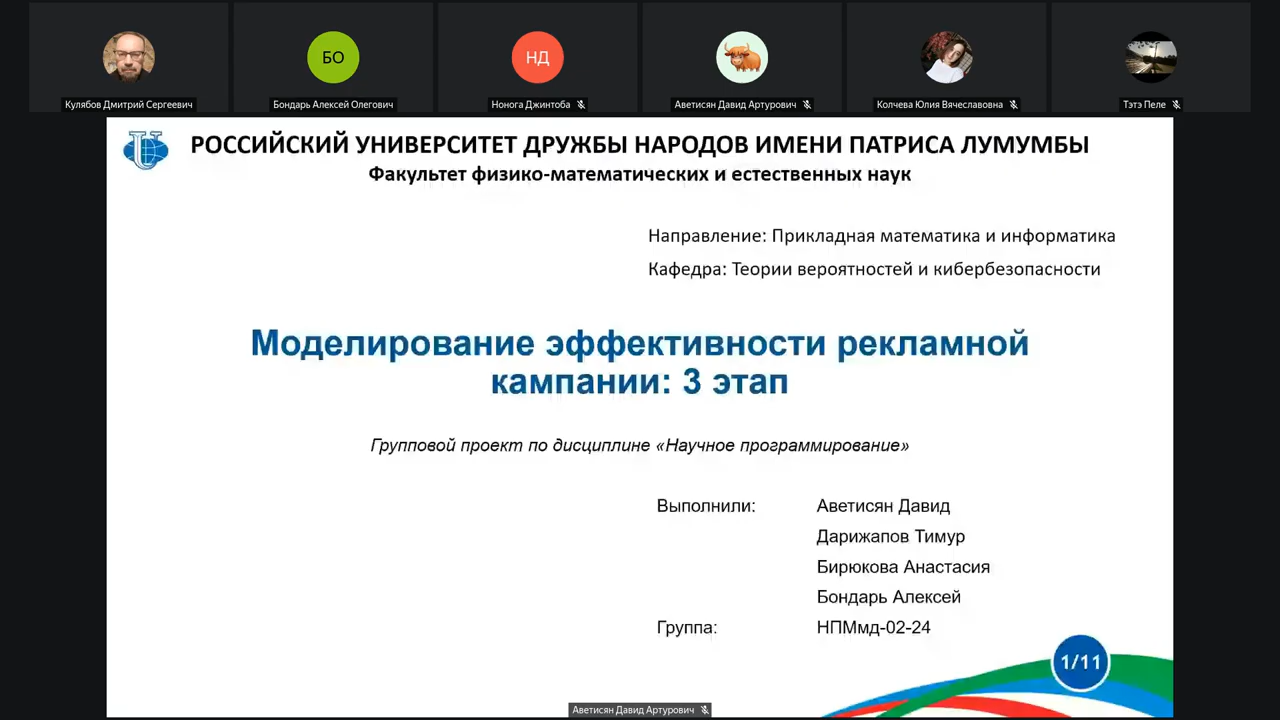 БО
НД
Кулябов Дмитрий Сергеевич
Бондарь Алексей Олегович
Нонога Джинтоба
Аветисян Давид Артурович
Колчева Юлия Вячеславовна
Тэтэ Пеле
РОССИЙСКИЙ УНИВЕРСИТЕТ ДРУЖБЫ НАРОДОВ ИМЕНИ ПАТРИСА ЛУМУМБЫ
Факультет физико-математических и естественных наук
Направление: Прикладная математика и информатика
Кафедра: Теории вероятностей и кибербезопасности
Моделирование эффективности рекламной
кампании: 3 этап
Групповой проект по дисциплине «Научное программирование»
Выполнили: Аветисян Давид
Дарижапов Тимур
Бирюкова Анастасия
Бондарь Алексей
Группа: НПМмд-02-24
1/11
Аветисян Давид Артурович